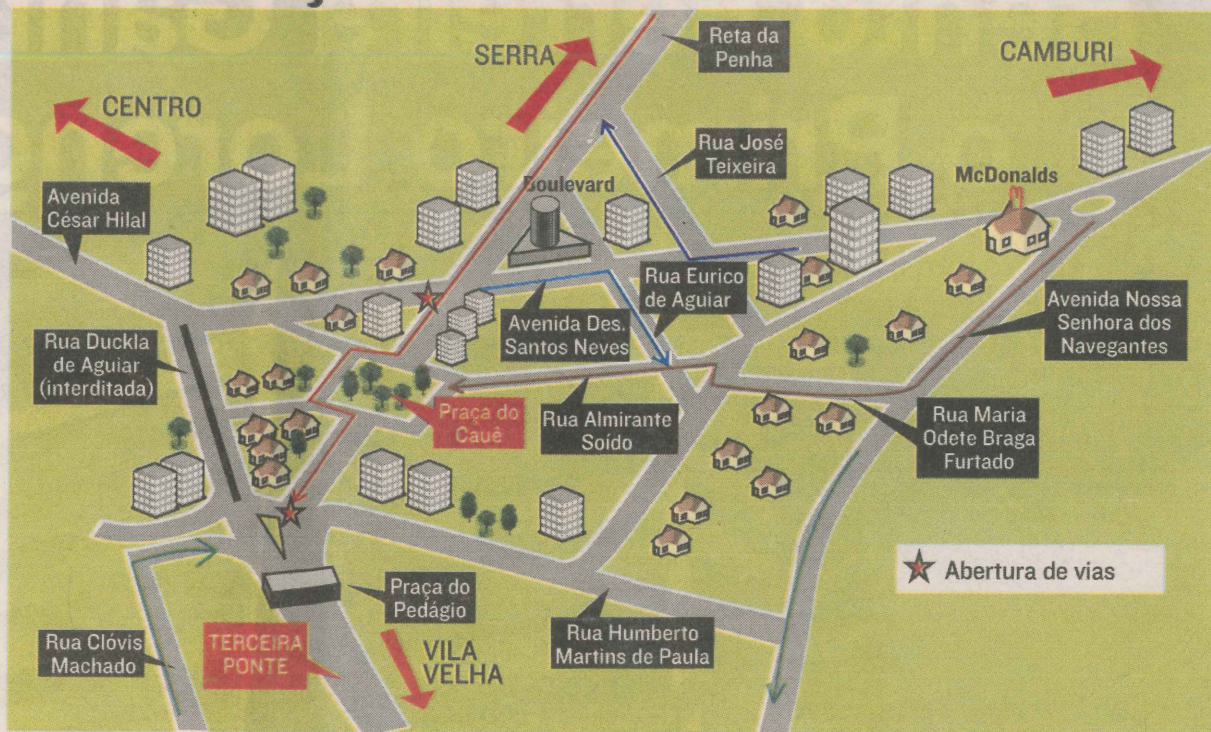 Reta da
Penha
SERRA
CAMBURI
CENTRO
Rua José
Teixeira
Boulevard
McDonalds
Avenida
César Hilal
Rua Eurico
de Aguiar
Avenida Nossa
Senhora dos
Navegantes
Avenida Des.
Santos Neves
Rua Duckla
de Aguiar
(interditada)
Praça do
Cauê
Rua Almirante
Soído
Rua Maria
Odete Braga
Furtado
Abertura de vias
Praça do
Pedágio
Rua Clóvis
Machado
TERCEIRA
PONTE
VILA
VELHA
Rua Humberto
Martins de Paula